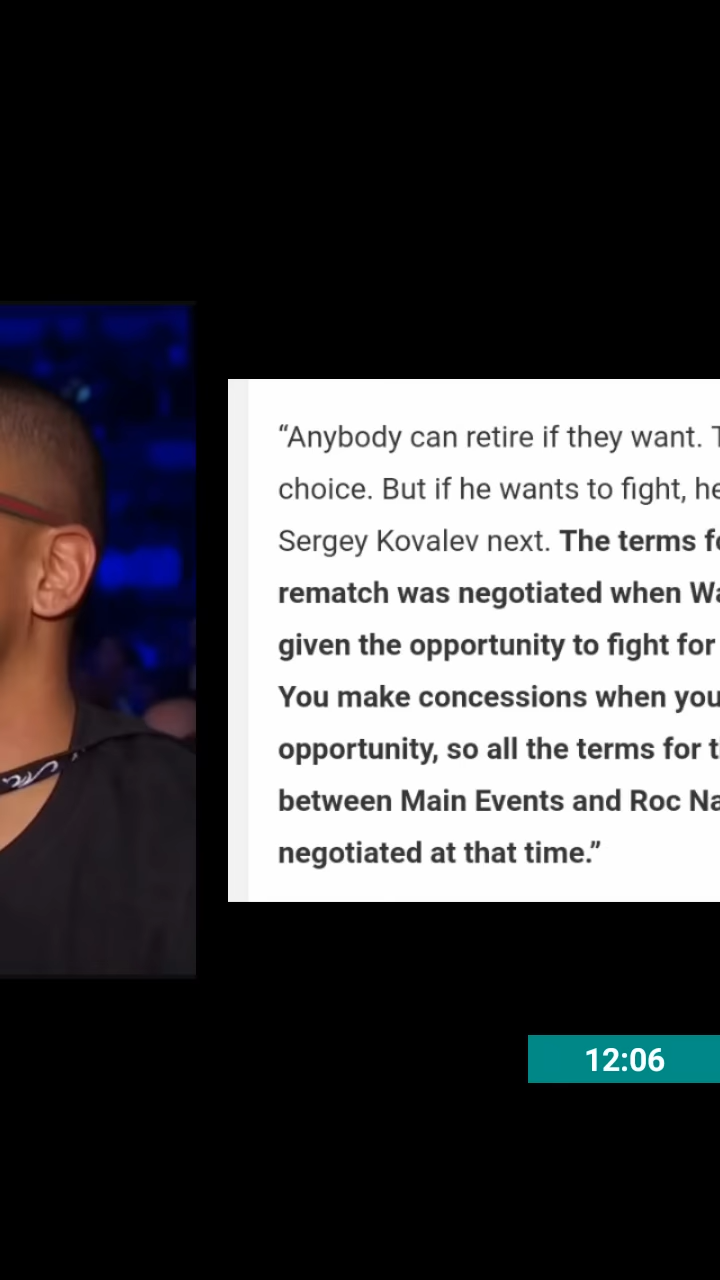 “Anybody can retire if they want. T
choice. But if he wants to fight, he
Sergey Kovalev next. The terms fo
rematch was negotiated when Wa
given the opportunity to fight for
You make concessions when you
opportunity, so all the terms for t
between Main Events and Roc Na
negotiated at that time.”
12:06